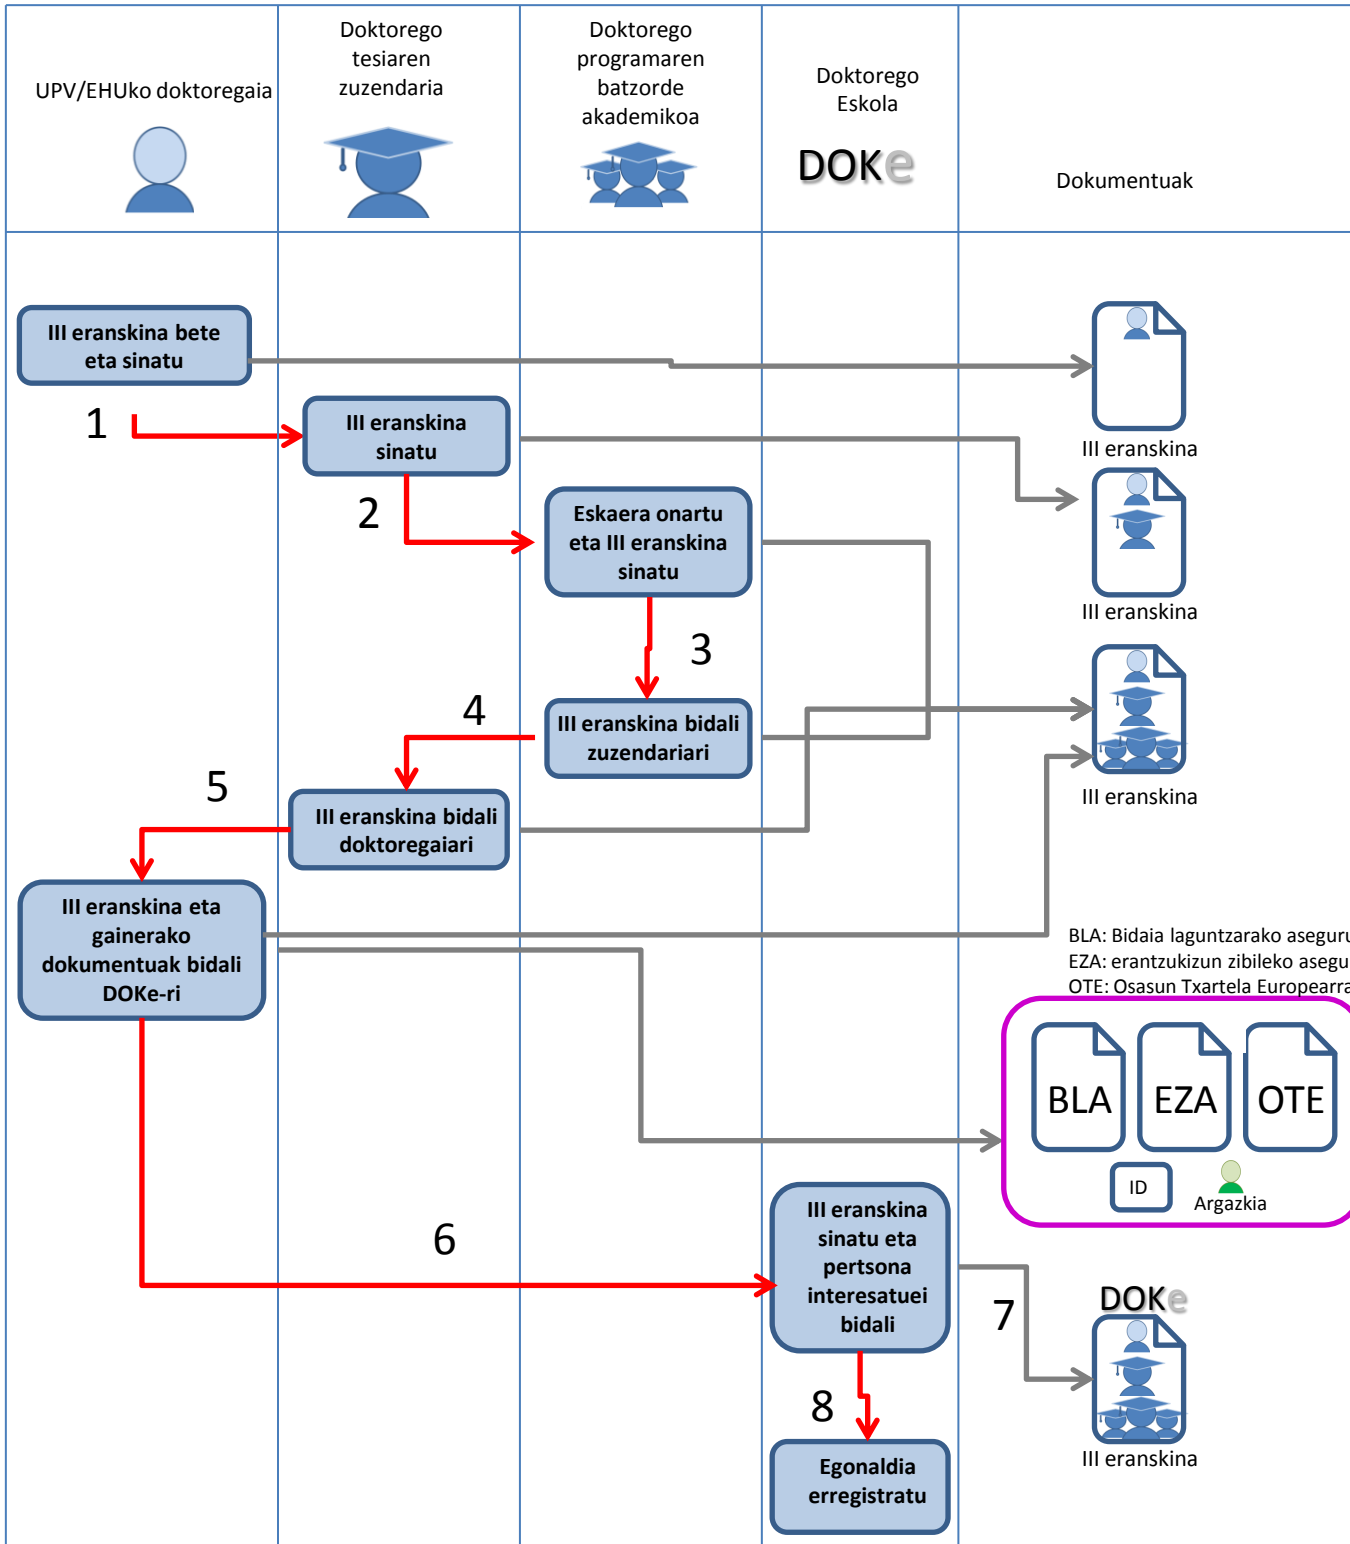 UPV/EHUko doktoregaia
Doktorego
tesiaren
zuzendaria
Doktorego
programaren
batzorde
akademikoa
Doktorego
Eskola
DOKe
Dokumentuak
III eranskina bete
eta sinatu
1
III eranskina
sinatu
III eranskina
2
Eskaera onartu
eta III eranskina
sinatu
III eranskina
3
4
III eranskina bidali
zuzendariari
III eranskina
5
III eranskina bidali
doktoregaiari
III eranskina eta
gainerako
dokumentuak bidali
DOKe-ri
BLA: Bidaia laguntzarako
EZA: erantzukizun zibileko
OTE: Osasun Txartela
BLA
EZA
OTE
ID
Argazkia
6
III eranskina
sinatu eta
pertsona
interesatuei
bidali
7
DOKe
III eranskina
8
Egonaldia
erregistratu